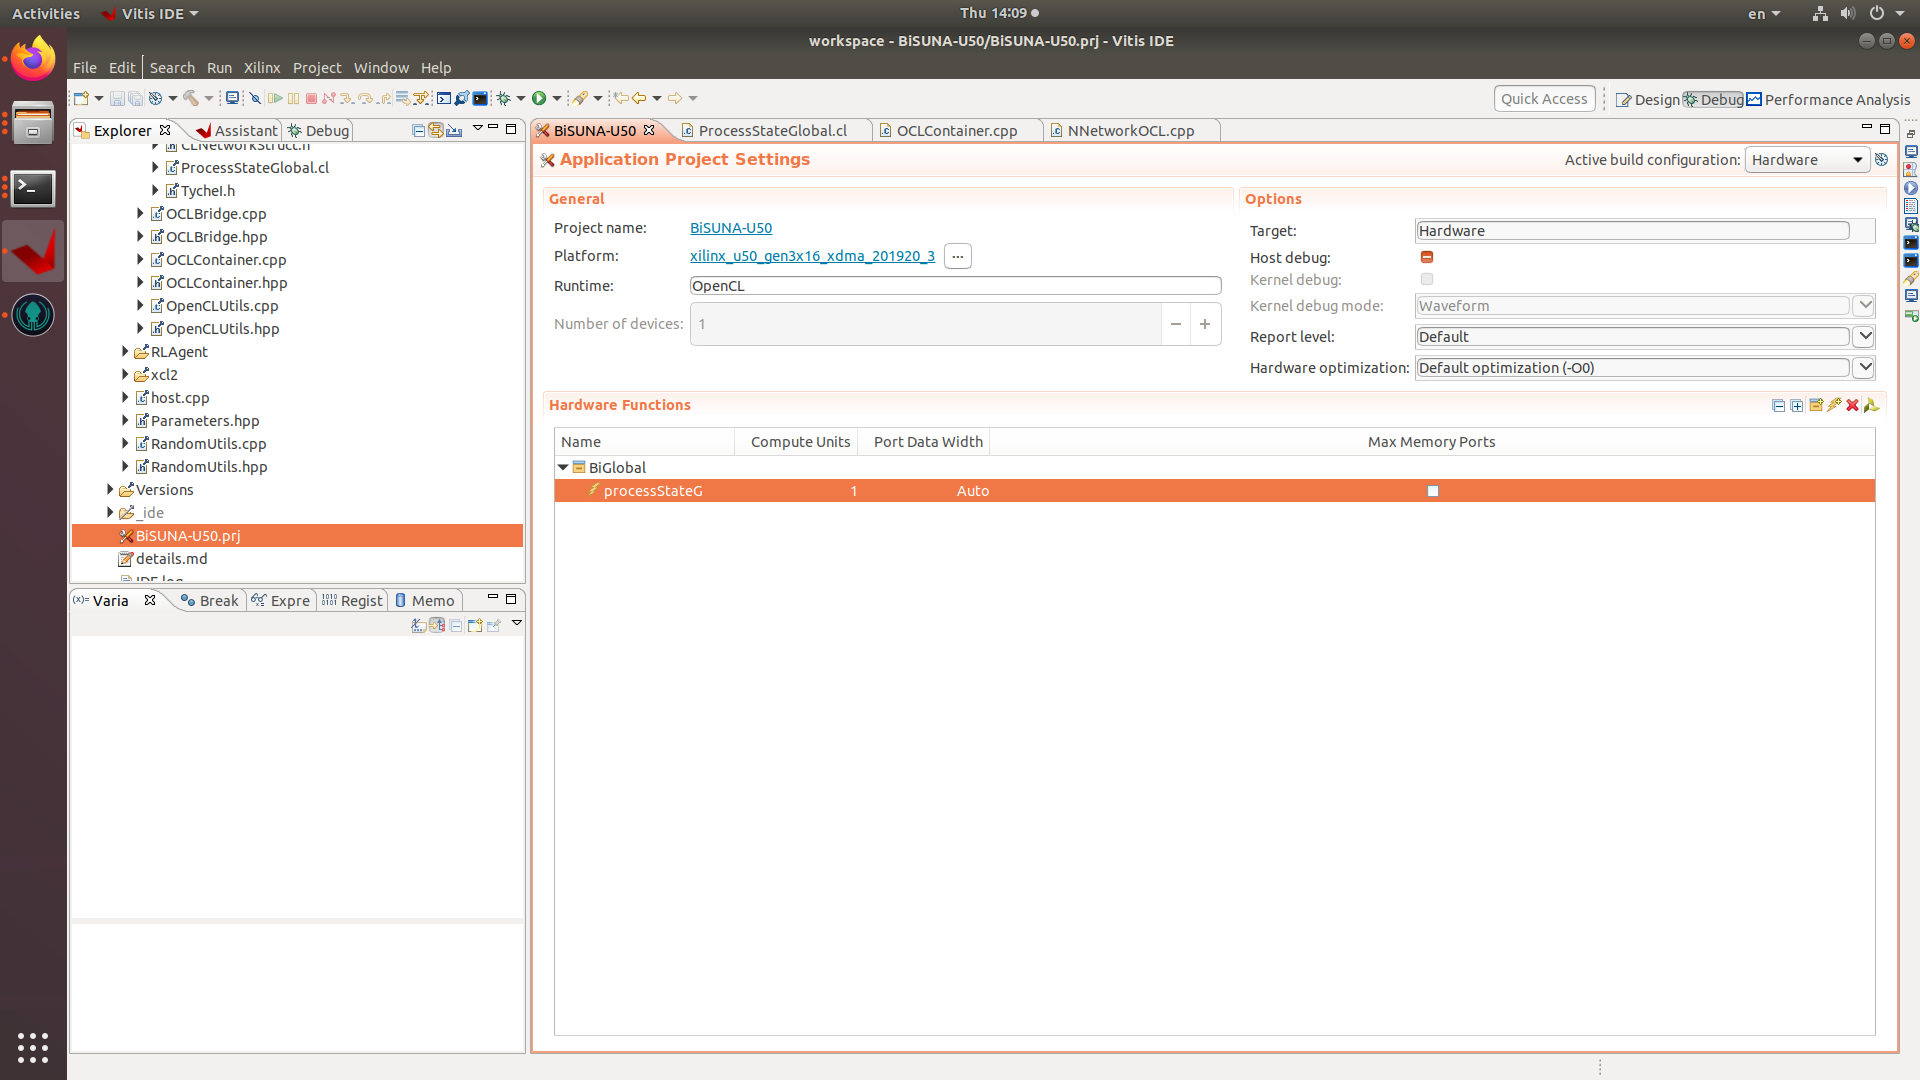 Activities
Vitis IDE
Thu 14:09
en
workspace - BiSUNA-U50/BiSUNA-U50.prj - Vitis IDE
File Edit Search Run Xilinx Project Window Help
Quick Access
Design
Debug
Performance Analysis
Explorer
Assistant
Debug
CLNetworkStruct.h
ProcessStateGlobal.cl
TycheI.h
OCLBridge.cpp
OCLBridge.hpp
OCLContainer.cpp
OCLContainer.hpp
OpenCLUtils.cpp
OpenCLUtils.hpp
RLAgent
xcl2
host.cpp
Parameters.hpp
RandomUtils.cpp
RandomUtils.hpp
Versions
_ide
BiSUNA-U50.prj
details.md
IDE.log
(x)= Varia
Break
Expre
1010 0101 Regist
Memo
BiSUNA-U50
ProcessStateGlobal.cl
OCLContainer.cpp
NNetworkOCL.cpp
Application Project Settings
Active build configuration: Hardware
General
Project name: BiSUNA-U50
Platform: xilinx_u50_gen3x16_xdma_201920_3 ...
Runtime: OpenCL
Number of devices: 1 − +
Options
Target: Hardware
Host debug:
Kernel debug:
Kernel debug mode: Waveform
Report level: Default
Hardware optimization: Default optimization (-O0)
Hardware Functions
Name Compute Units Port Data Width Max Memory Ports
BiGlobal
processStateG 1 Auto